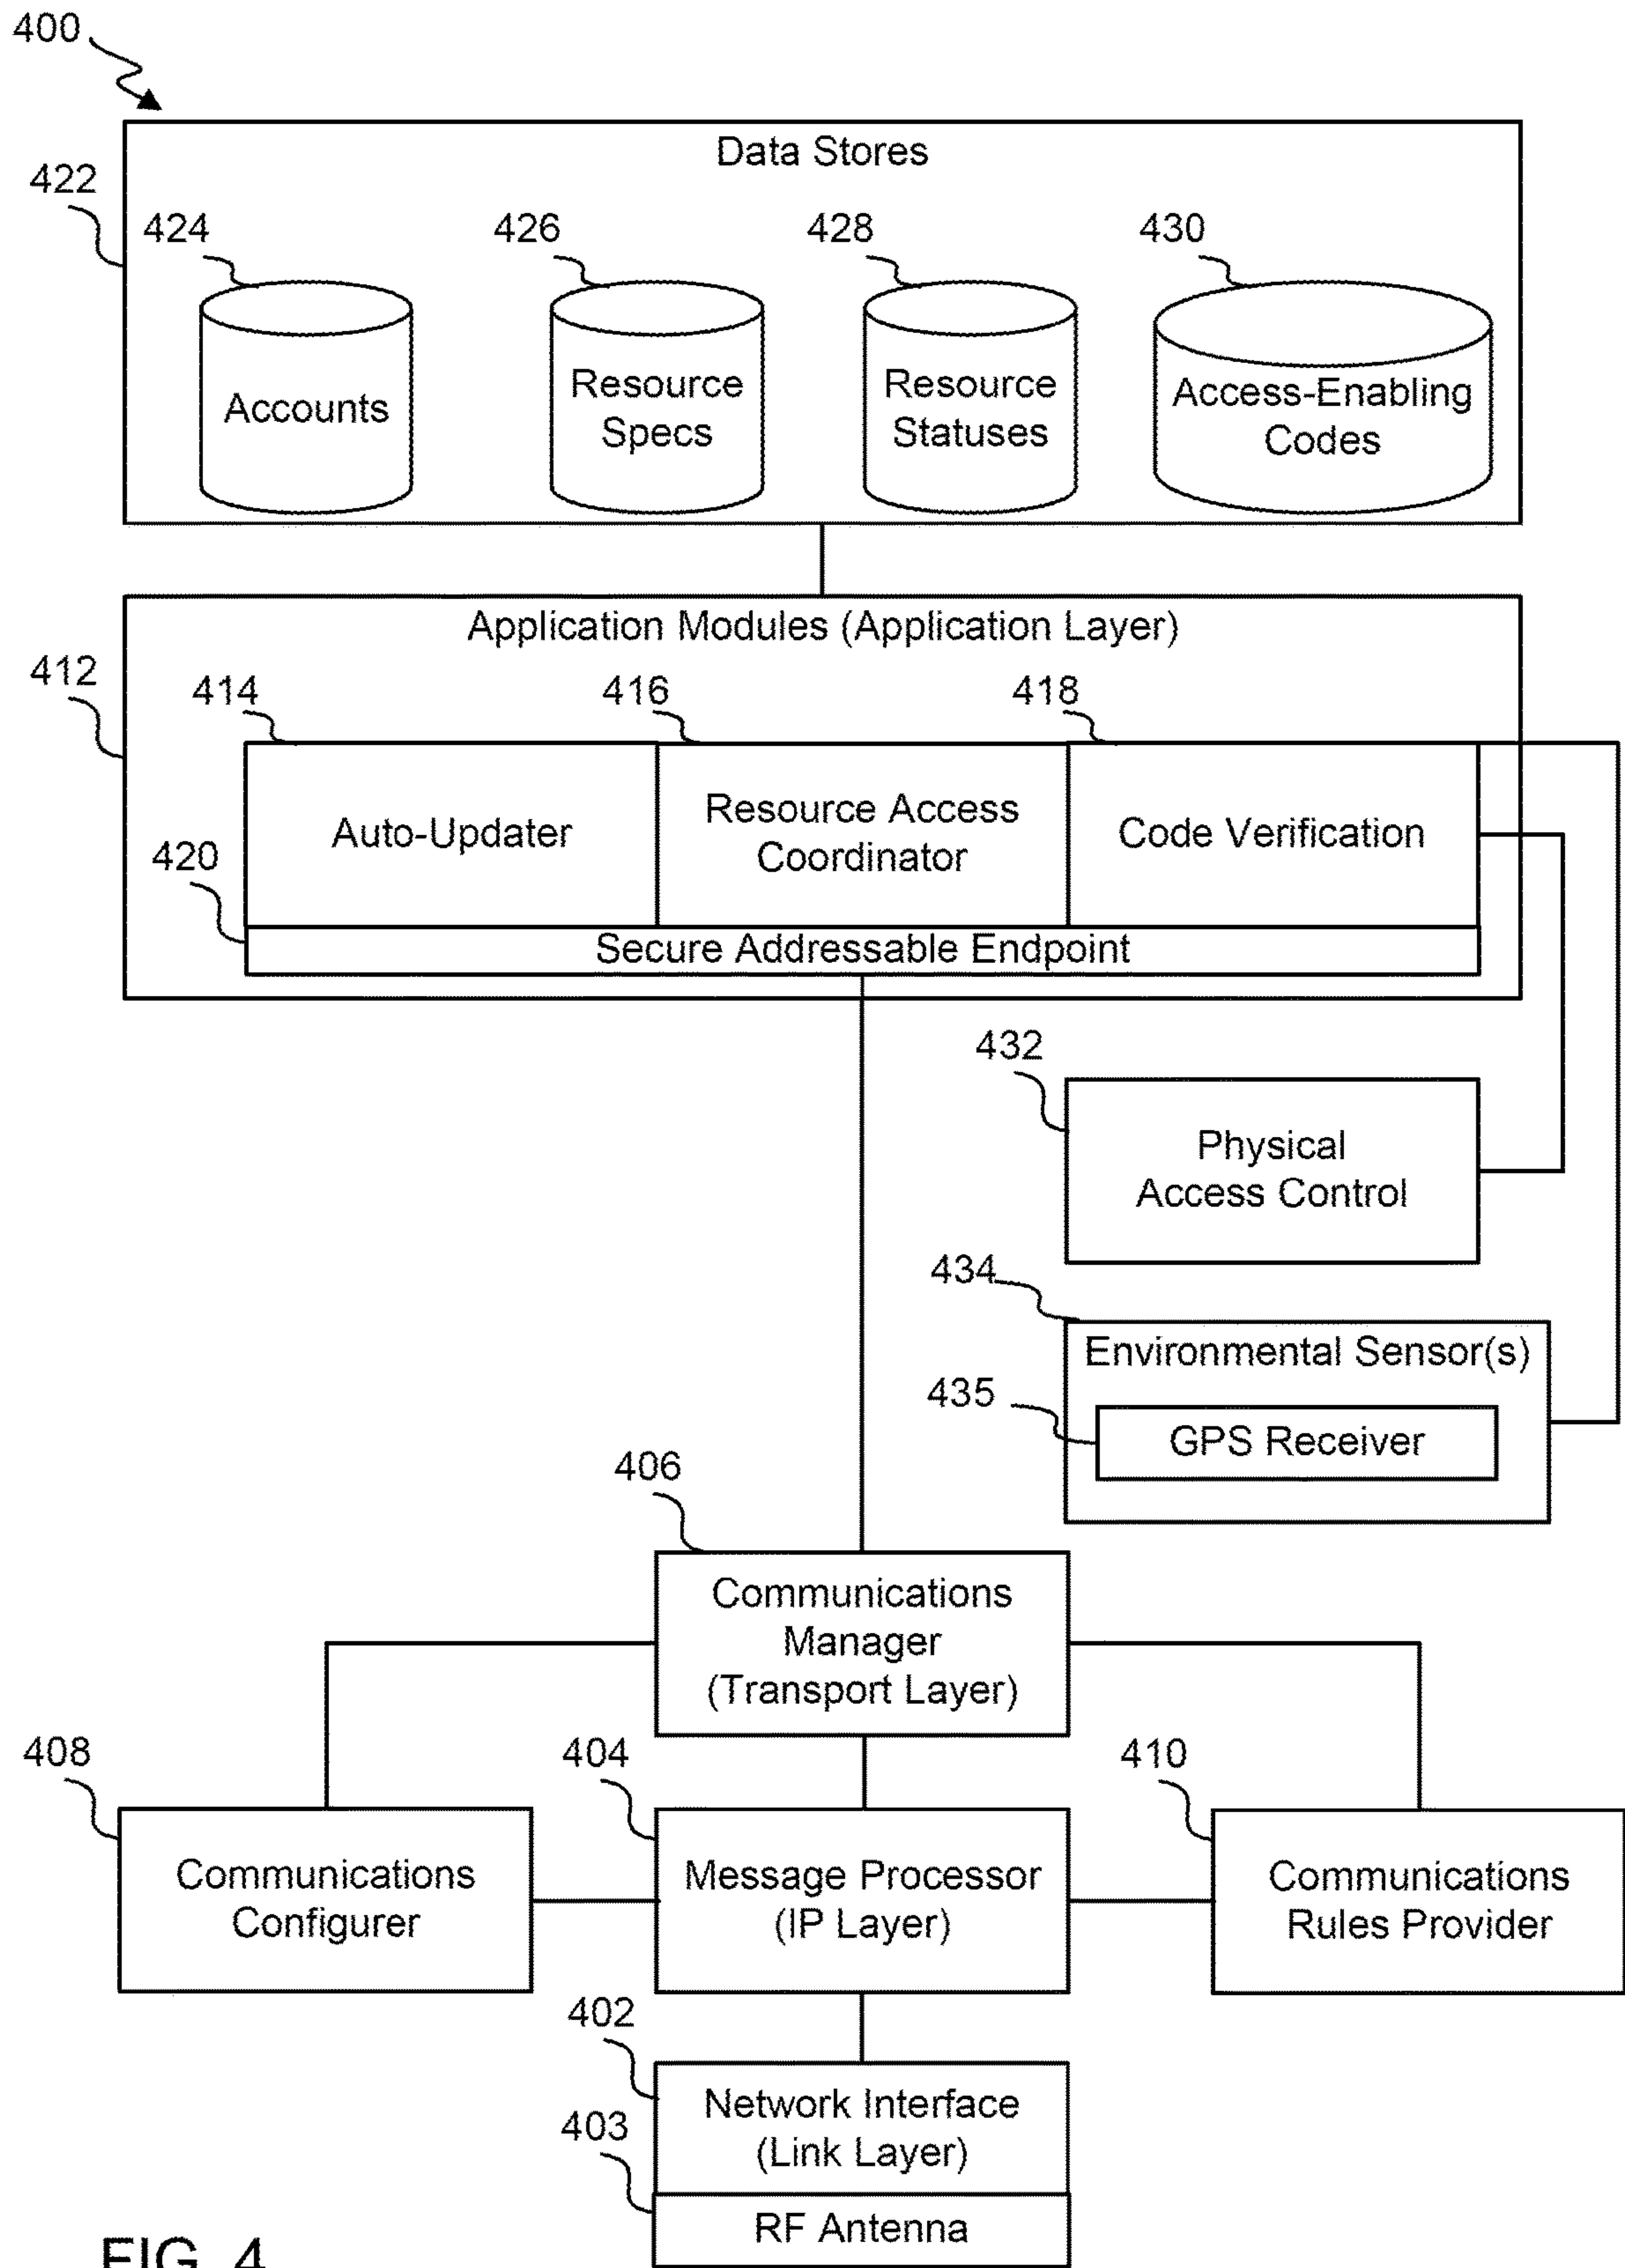 400
Data Stores
422
424
426
428
430
Accounts
Resource
Specs
Resource
Statuses
Access-Enabling
Codes
Application Modules (Application Layer)
412
414
416
418
Auto-Updater
Resource Access
Coordinator
Code Verification
420
Secure Addressable Endpoint
432
Physical
Access Control
434
Environmental Sensor(s)
435
GPS Receiver
406
Communications
Manager
(Transport Layer)
408
404
410
Communications
Configurer
Message Processor
(IP Layer)
Communications
Rules Provider
402
Network Interface
(Link Layer)
403
RF Antenna
FIG. 4